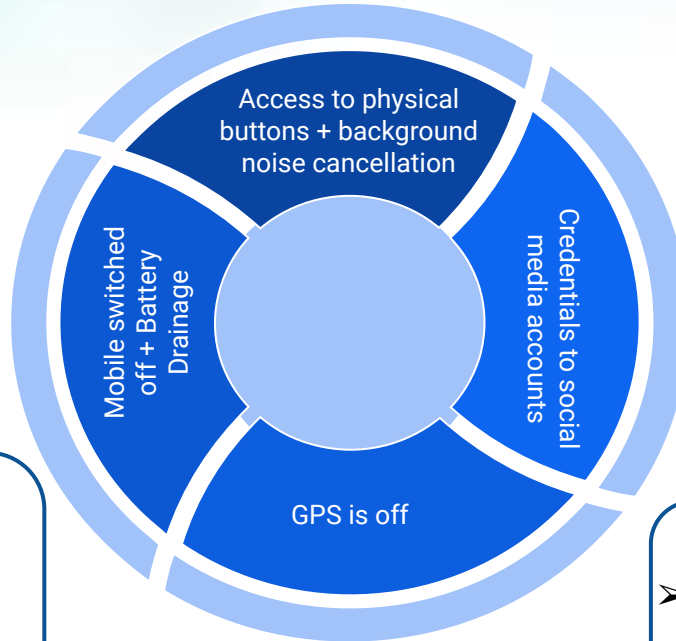 Access to physical
buttons + background
noise cancellation
Credentials to social
media accounts
GPS is off
Mobile switched
off + Battery
Drainage
➢